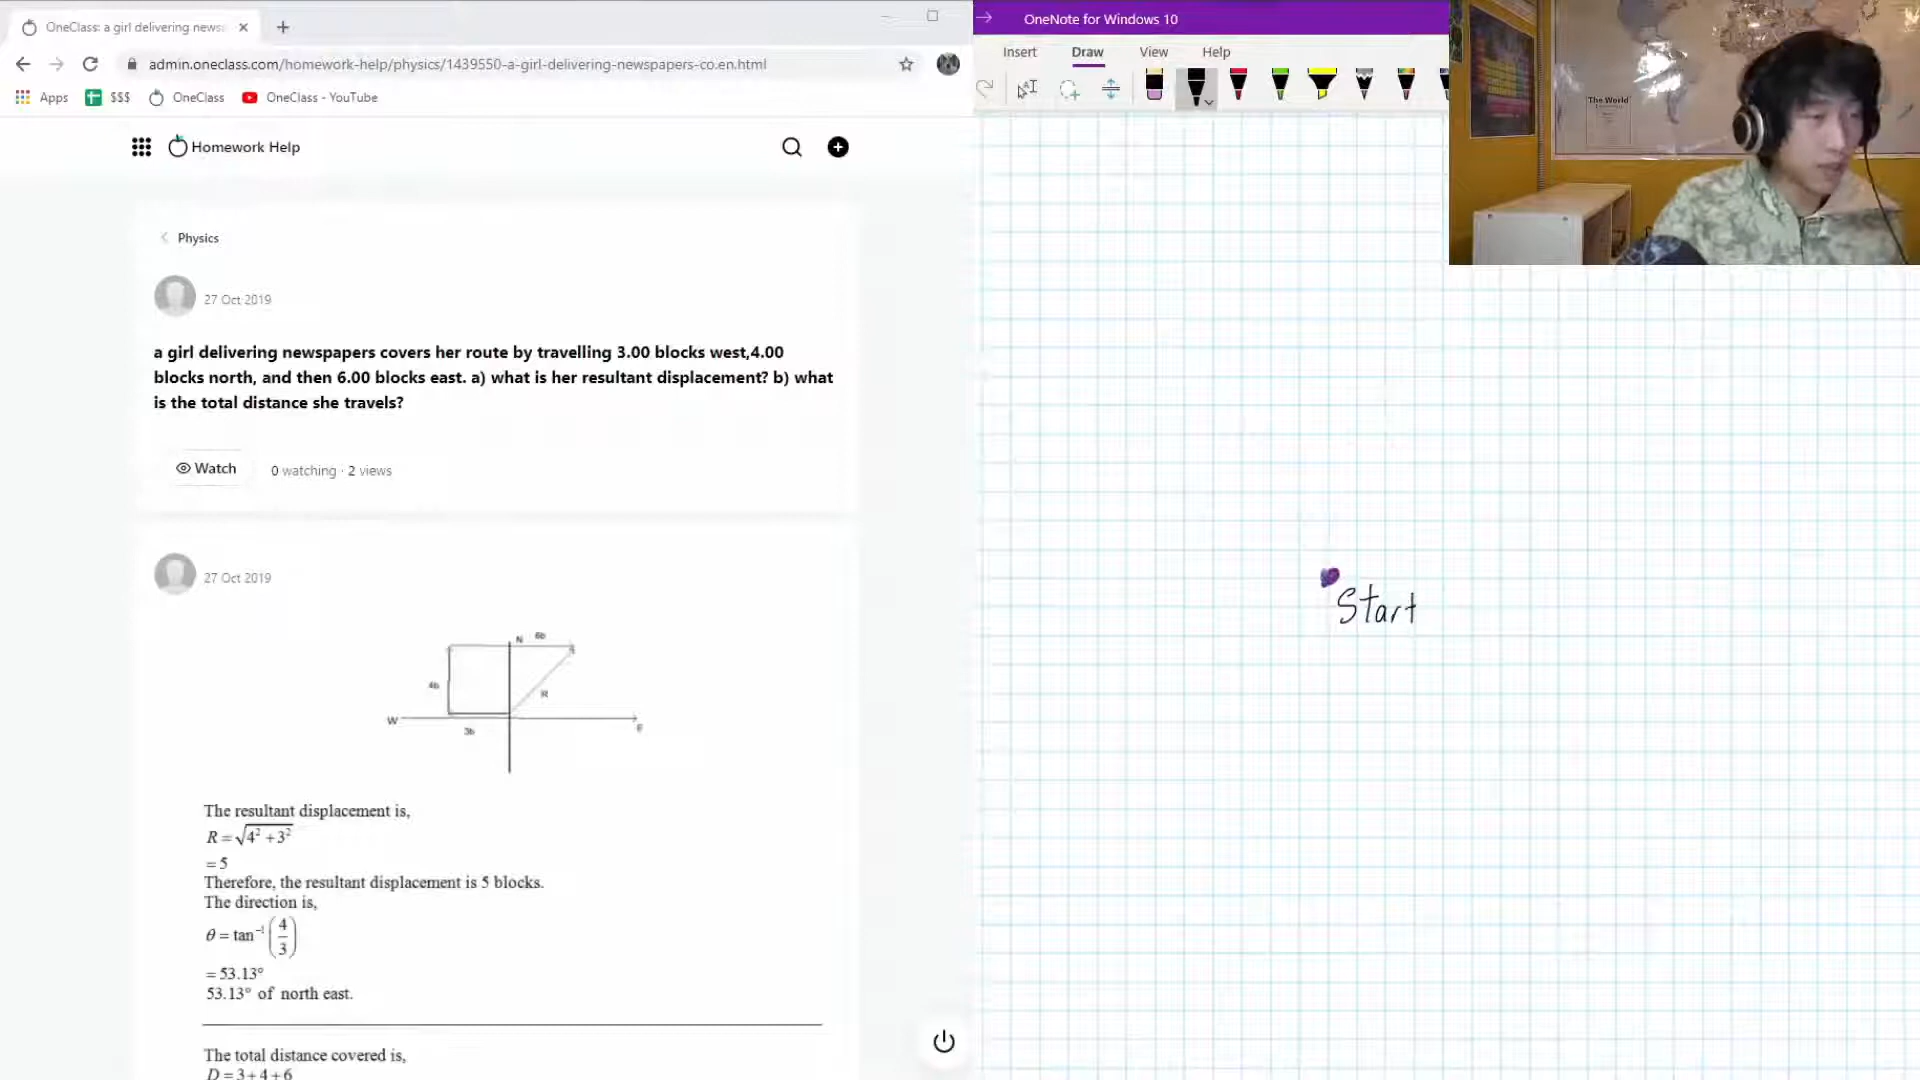 OneClass: a girl delivering news
OneNote for Windows 10
admin.oneclass.com/homework-help/physics/1439550-a-girl-delivering-newspapers-co.en.html
Insert Draw View Help
Apps $$$ OneClass OneClass - YouTube
The World
Homework Help
Physics
27 Oct 2019
a girl delivering newspapers covers her route by travelling 3.00 blocks west,4.00
blocks north, and then 6.00 blocks east. a) what is her resultant displacement? b) what
is the total distance she travels?
Watch 0 watching · 2 views
27 Oct 2019
Start
N 6b
4b
R
W
E
3b
The resultant displacement is,
R = √4² + 3²
= 5
Therefore, the resultant displacement is 5 blocks.
The direction is,
θ = tan⁻¹(4/3)
= 53.13°
53.13° of north east.
The total distance covered is,
D = 3+4+6